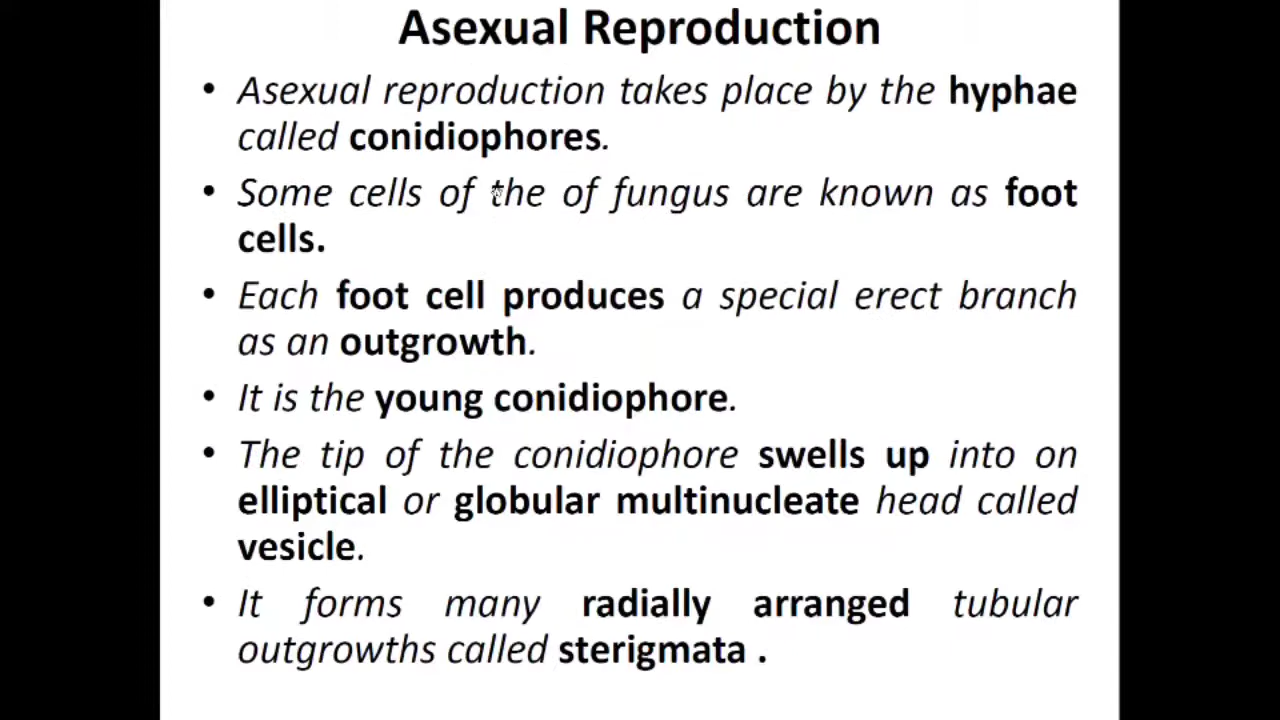 Asexual Reproduction
• Asexual reproduction takes place by the hyphae
called conidiophores.
• Some cells of the of fungus are known as foot
cells.
• Each foot cell produces a special erect branch
as an outgrowth.
• It is the young conidiophore.
• The tip of the conidiophore swells up into on
elliptical or globular multinucleate head called
vesicle.
• It forms many radially arranged tubular
outgrowths called sterigmata .